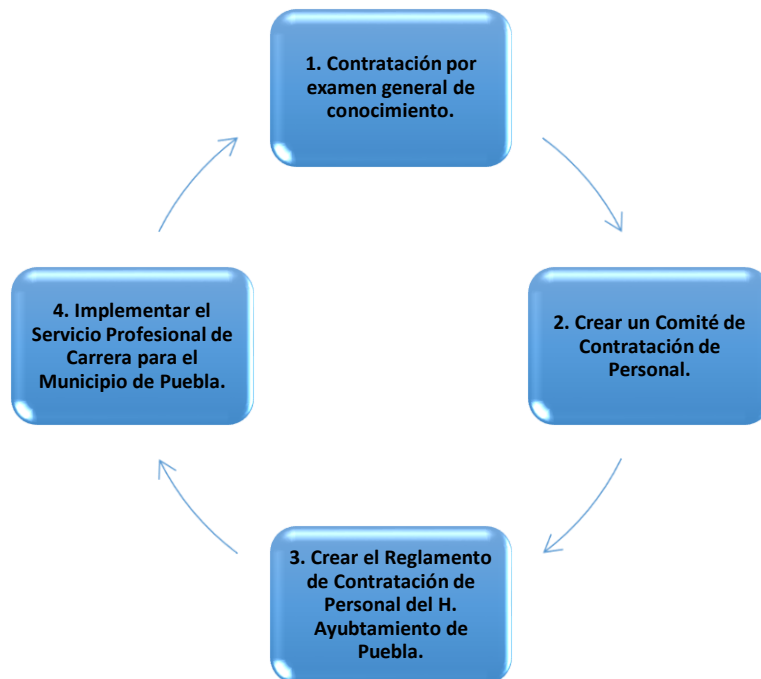 1. Contratación por
examen general de
conocimiento.
2. Crear un Comité de
Contratación de
Personal.
3. Crear el Reglamento
de Contratación de
Personal del H.
Ayubtamiento de
Puebla.
4. Implementar el
Servicio Profesional de
Carrera para el
Municipio de Puebla.